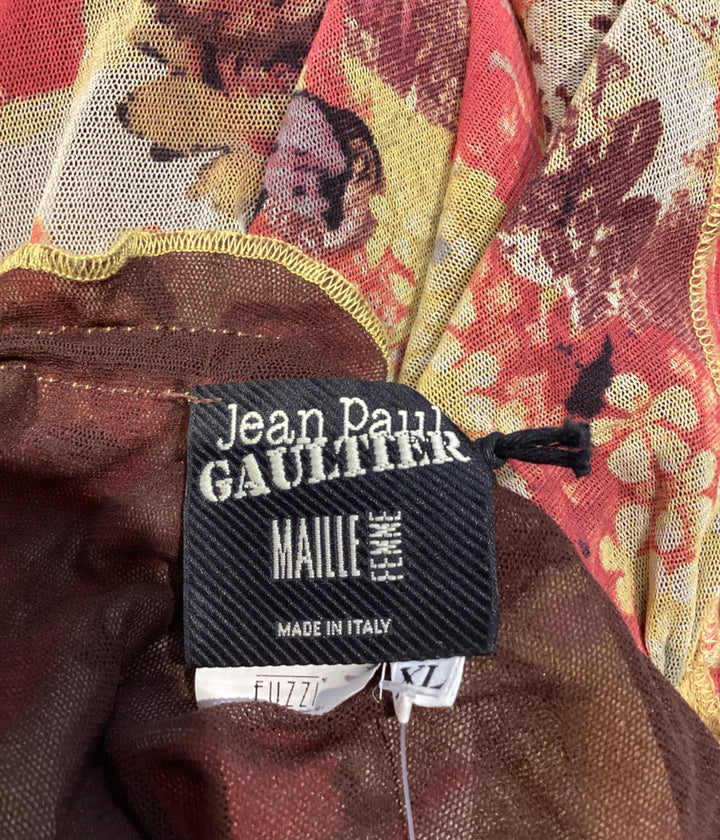 Jean Paul
GAULTIER
MAILLE FEMME
MADE IN ITALY
FUZZI
XL